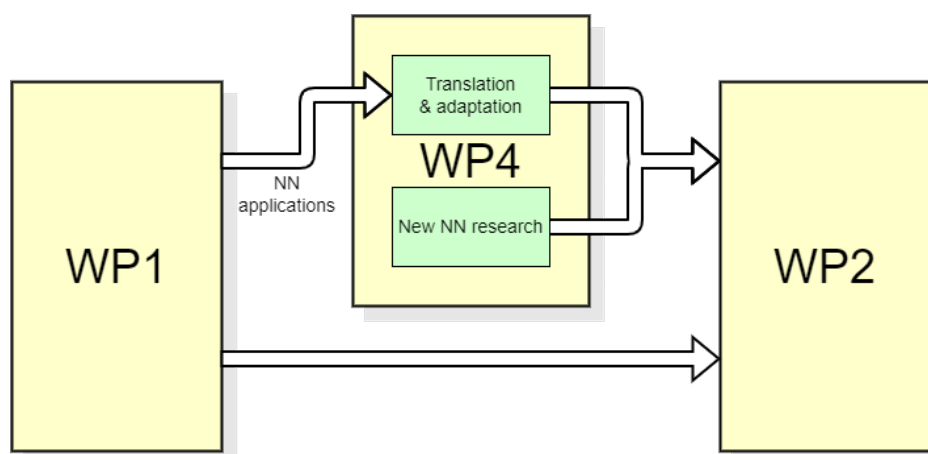 Translation
& adaptation
WP4
NN
applications
New NN research
WP1
WP2